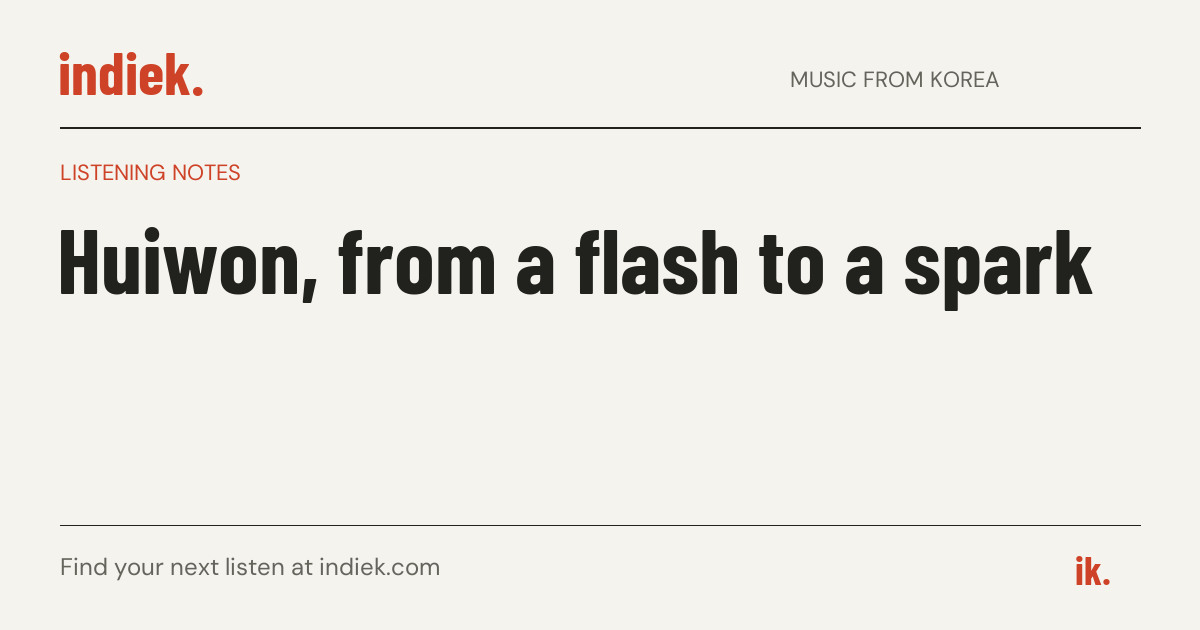 indiek.
MUSIC FROM KOREA
LISTENING NOTES
Huiwon, from a flash to a spark
Find your next listen at indiek.com
ik.